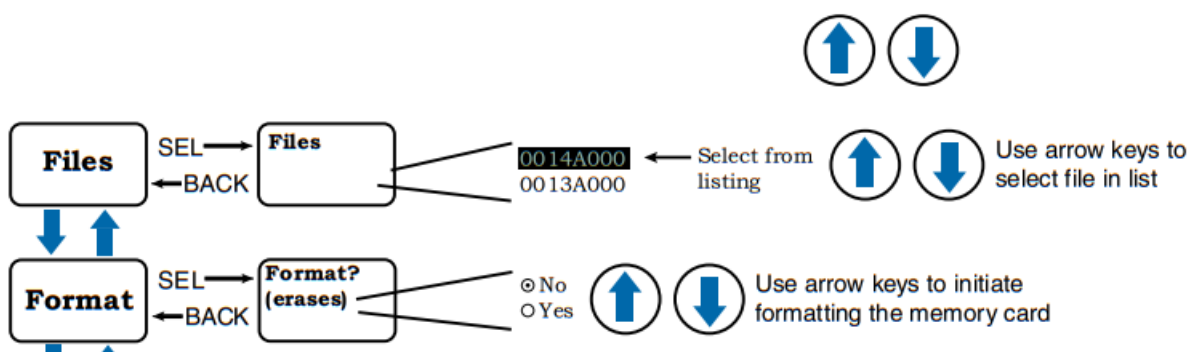 Files
SEL
BACK
Files
0014A000
0013A000
Select from
listing
Use arrow keys to
select file in list
Format
SEL
BACK
Format?
(erases)
No
Yes
Use arrow keys to initiate
formatting the memory card